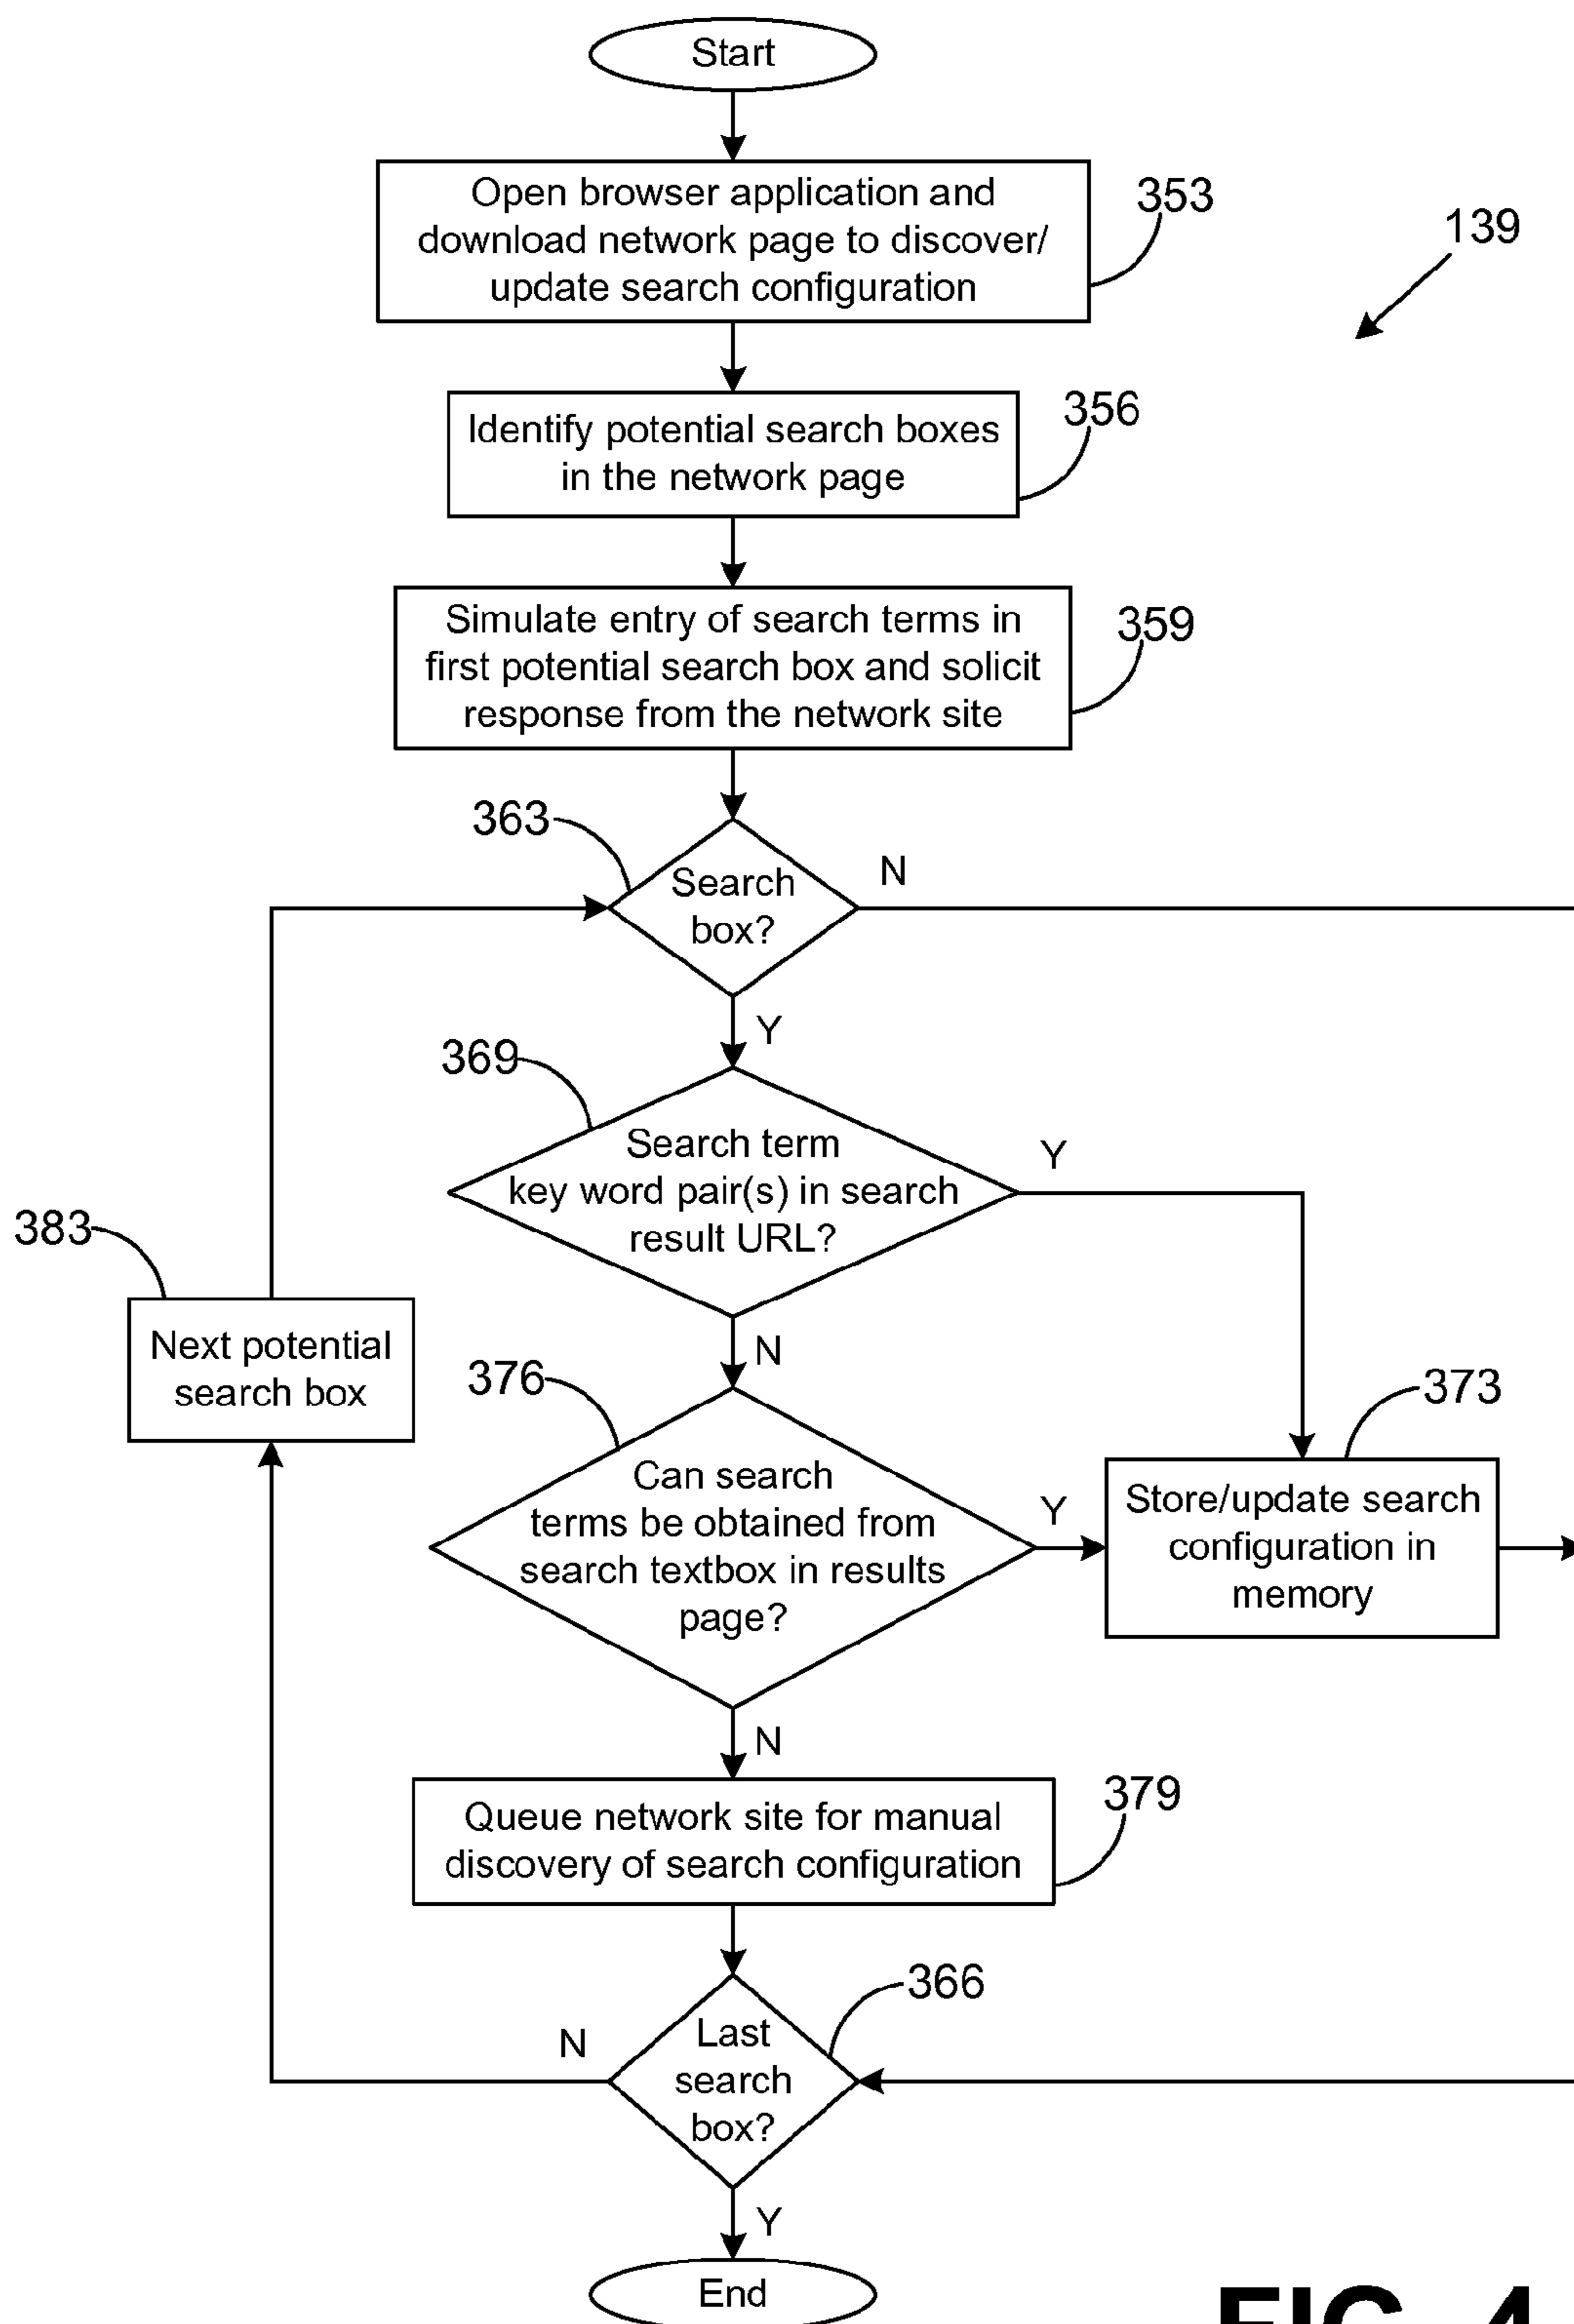 Start
Open browser application and
download network page to discover/
update search configuration
353
139
Identify potential search boxes
in the network page
356
Simulate entry of search terms in
first potential search box and solicit
response from the network site
359
363
Search
box?
N
Y
369
Search term
key word pair(s) in search
result URL?
Y
N
383
Next potential
search box
376
Can search
terms be obtained from
search textbox in results
page?
Y
373
Store/update search
configuration in
memory
N
Queue network site for manual
discovery of search configuration
379
366
Last
search
box?
N
Y
End
FIG. 4